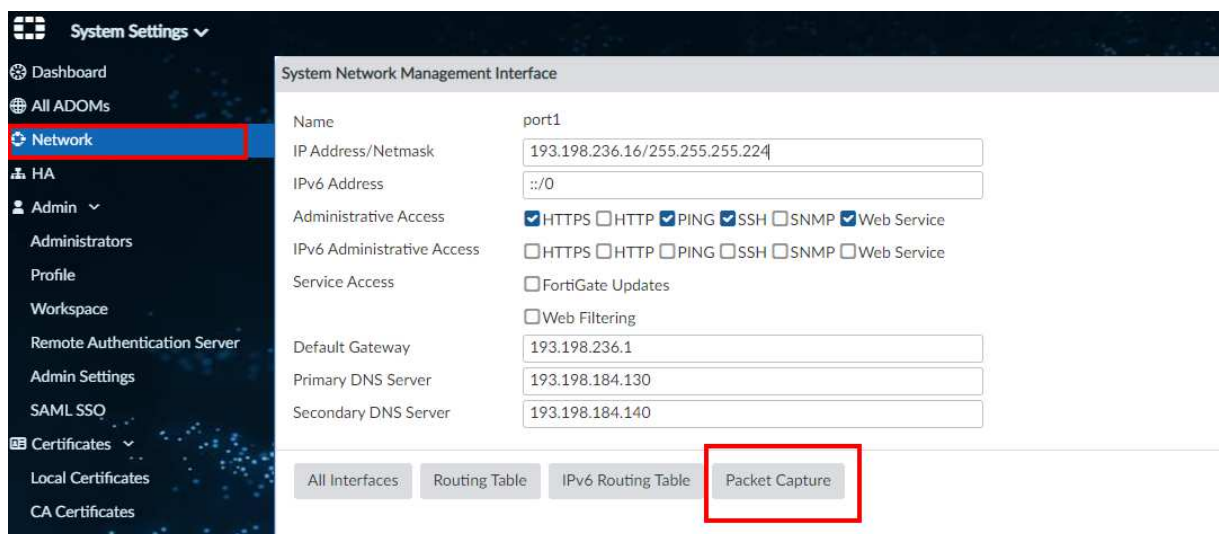 System Settings
Dashboard
All ADOMs
Network
HA
Admin
Administrators
Profile
Workspace
Remote Authentication Server
Admin Settings
SAML SSO
Certificates
Local Certificates
CA Certificates
System Network Management Interface
Name port1
IP Address/Netmask 193.198.236.16/255.255.255.224
IPv6 Address ::/0
Administrative Access HTTPS HTTP PING SSH SNMP Web Service
IPv6 Administrative Access HTTPS HTTP PING SSH SNMP Web Service
Service Access FortiGate Updates
Web Filtering
Default Gateway 193.198.236.1
Primary DNS Server 193.198.184.130
Secondary DNS Server 193.198.184.140
All Interfaces Routing Table IPv6 Routing Table Packet Capture